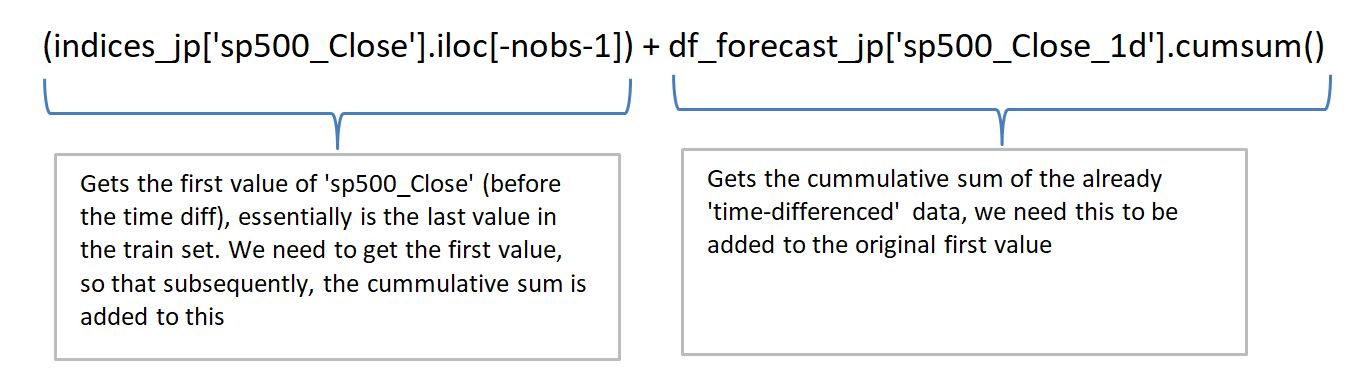 (indices_jp['sp500_Close'].iloc[-nobs-1]) + df_forecast_jp['sp500_Close_1d'].cumsum()
Gets the first value of 'sp500_Close' (before
the time diff), essentially is the last value in
the train set. We need to get the first value,
so that subsequently, the cummulative sum is
added to this
Gets the cummulative sum of the already
'time-differenced' data, we need this to be
added to the original first value